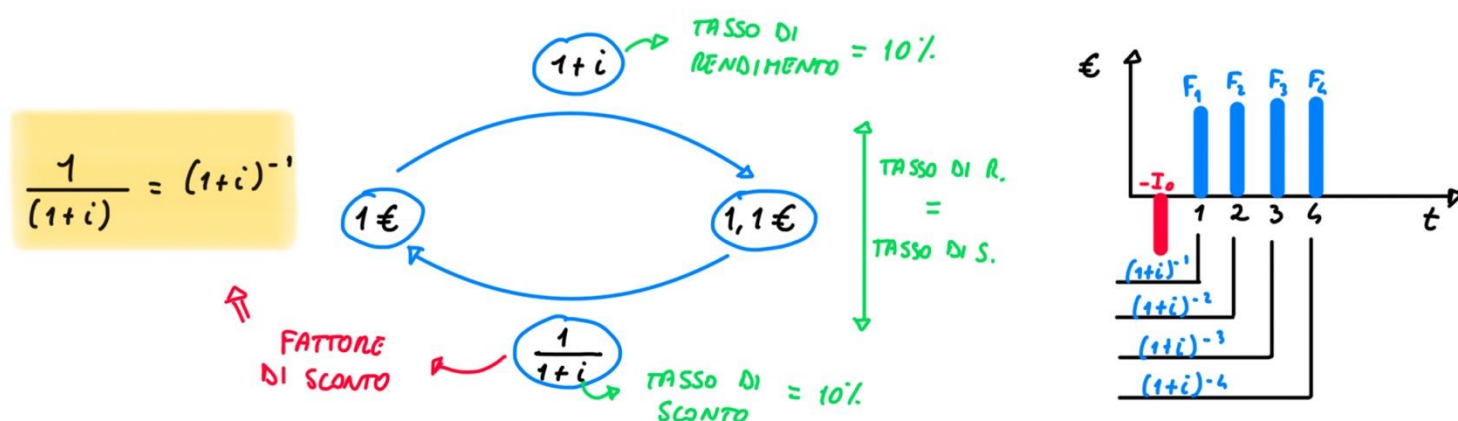 1/(1+i) = (1+i)⁻¹
1+i
TASSO DI
RENDIMENTO = 10%
1€
1,1€
TASSO DI R.
=
TASSO DI S.
FATTORE
DI SCONTO
1/1+i
TASSO DI
SCONTO = 10%
€
F₁ F₂ F₃ F₄
-I₀
1 2 3 4
t
(1+i)⁻¹
(1+i)⁻²
(1+i)⁻³
(1+i)⁻⁴